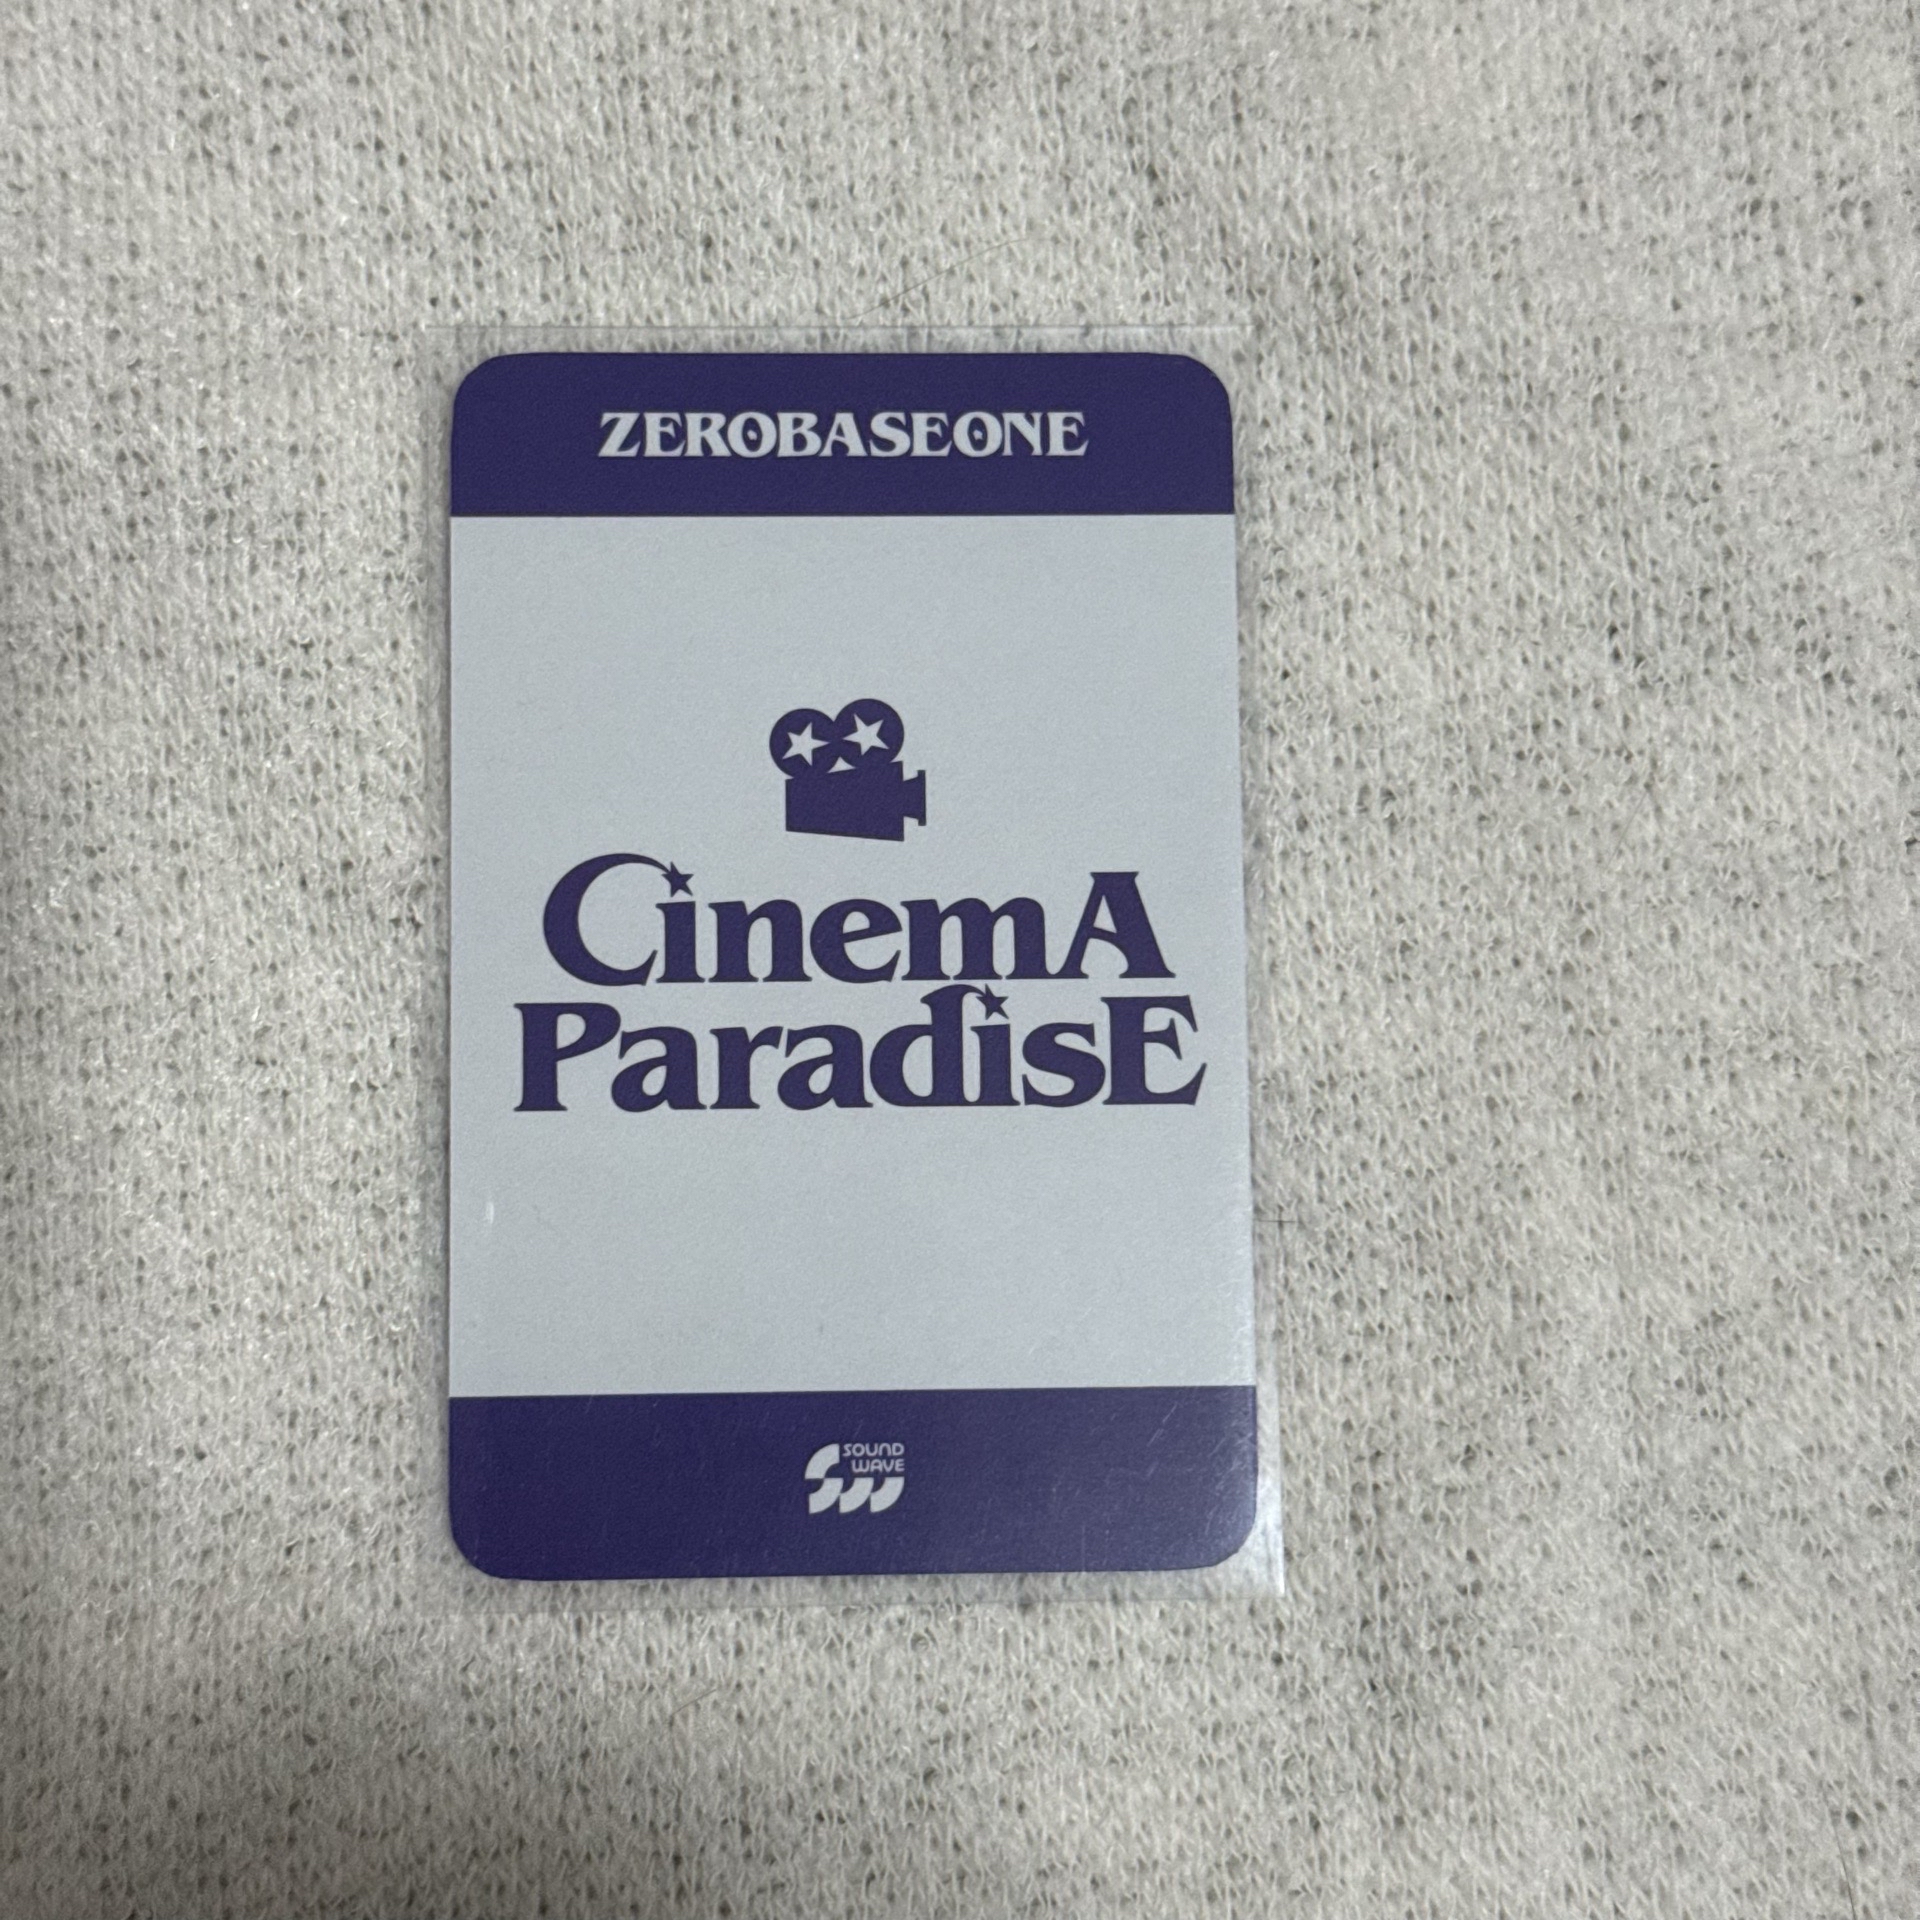 ZEROBASEONE
CinemA
ParadisE
SOUND
WAVE